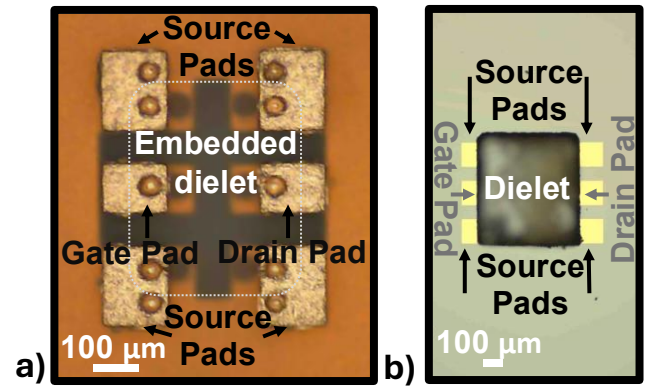 Source
Pads
Embedded
dielet
Gate Pad
Drain Pad
Source
Pads
100 µm
a)
Source
Pads
Gate Pad
Dielet
Drain Pad
Source
Pads
100 µm
b)